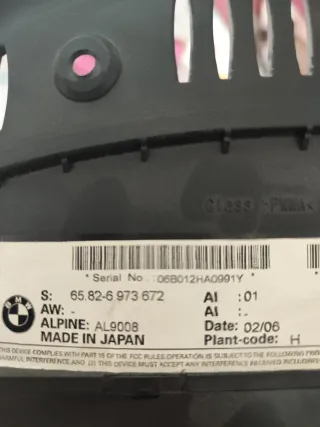 * Serial No. : 06B012HA0991Y *
S: 65.82-6 973 672 AI :01
AW: - AI :-
ALPINE: AL9008 Date: 02/06
MADE IN JAPAN Plant-code: H
THIS DEVICE COMPLIES WITH PART 15 OF THE FCC RULES. OPERATION IS SUBJECT TO THE FOLLOWING
HARMFUL INTERFERENCE, AND (2) THIS DEVICE MUST ACCEPT ANY INTERFERENCE